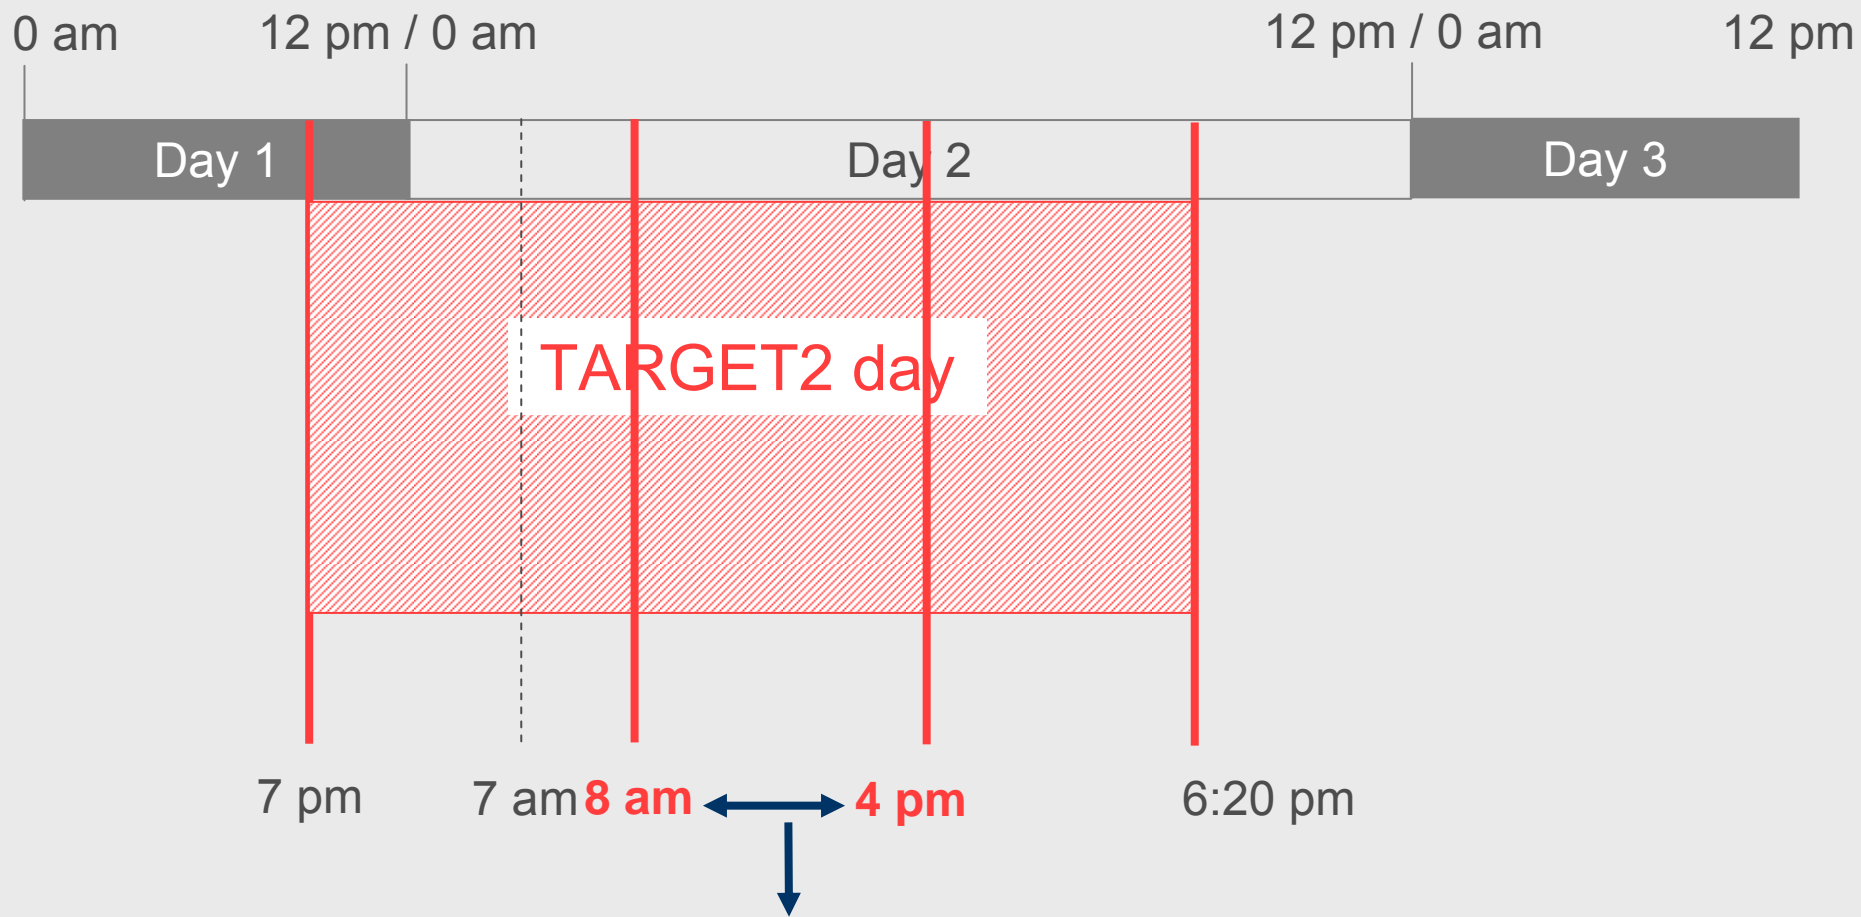 0 am 12 pm / 0 am 12 pm / 0 am 12 pm
Day 1 Day 2 Day 3
TARGET2 day
7 pm 7 am 8 am 4 pm 6:20 pm